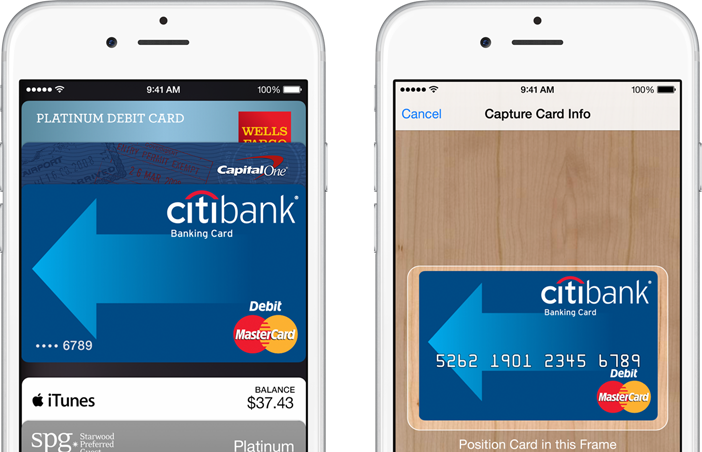 9:41 AM
100%
PLATINUM DEBIT CARD
WELLS
FARGO
CapitalOne
citibank
Banking Card
Debit
MasterCard
•••• 6789
iTunes
BALANCE
$37.43
spg.
Starwood
Preferred
Guest
Platinum
9:41 AM
100%
Cancel
Capture Card Info
citibank
Banking Card
5262 1901 2345 6789
Debit
MasterCard
Position Card in this Frame